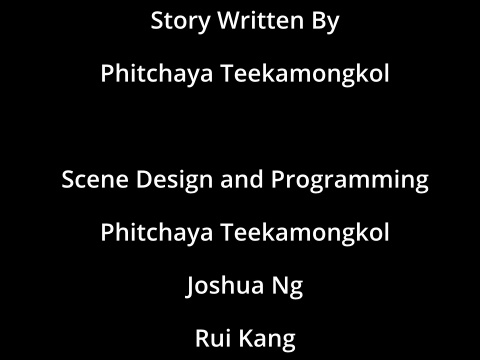 Story Written By
Phitchaya Teekamongkol
Scene Design and Programming
Phitchaya Teekamongkol
Joshua Ng
Rui Kang